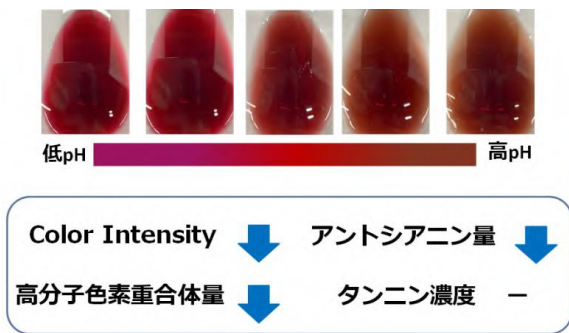 低pH 高pH
Color Intensity アントシアニン量
高分子色素重合体量 タンニン濃度 ー